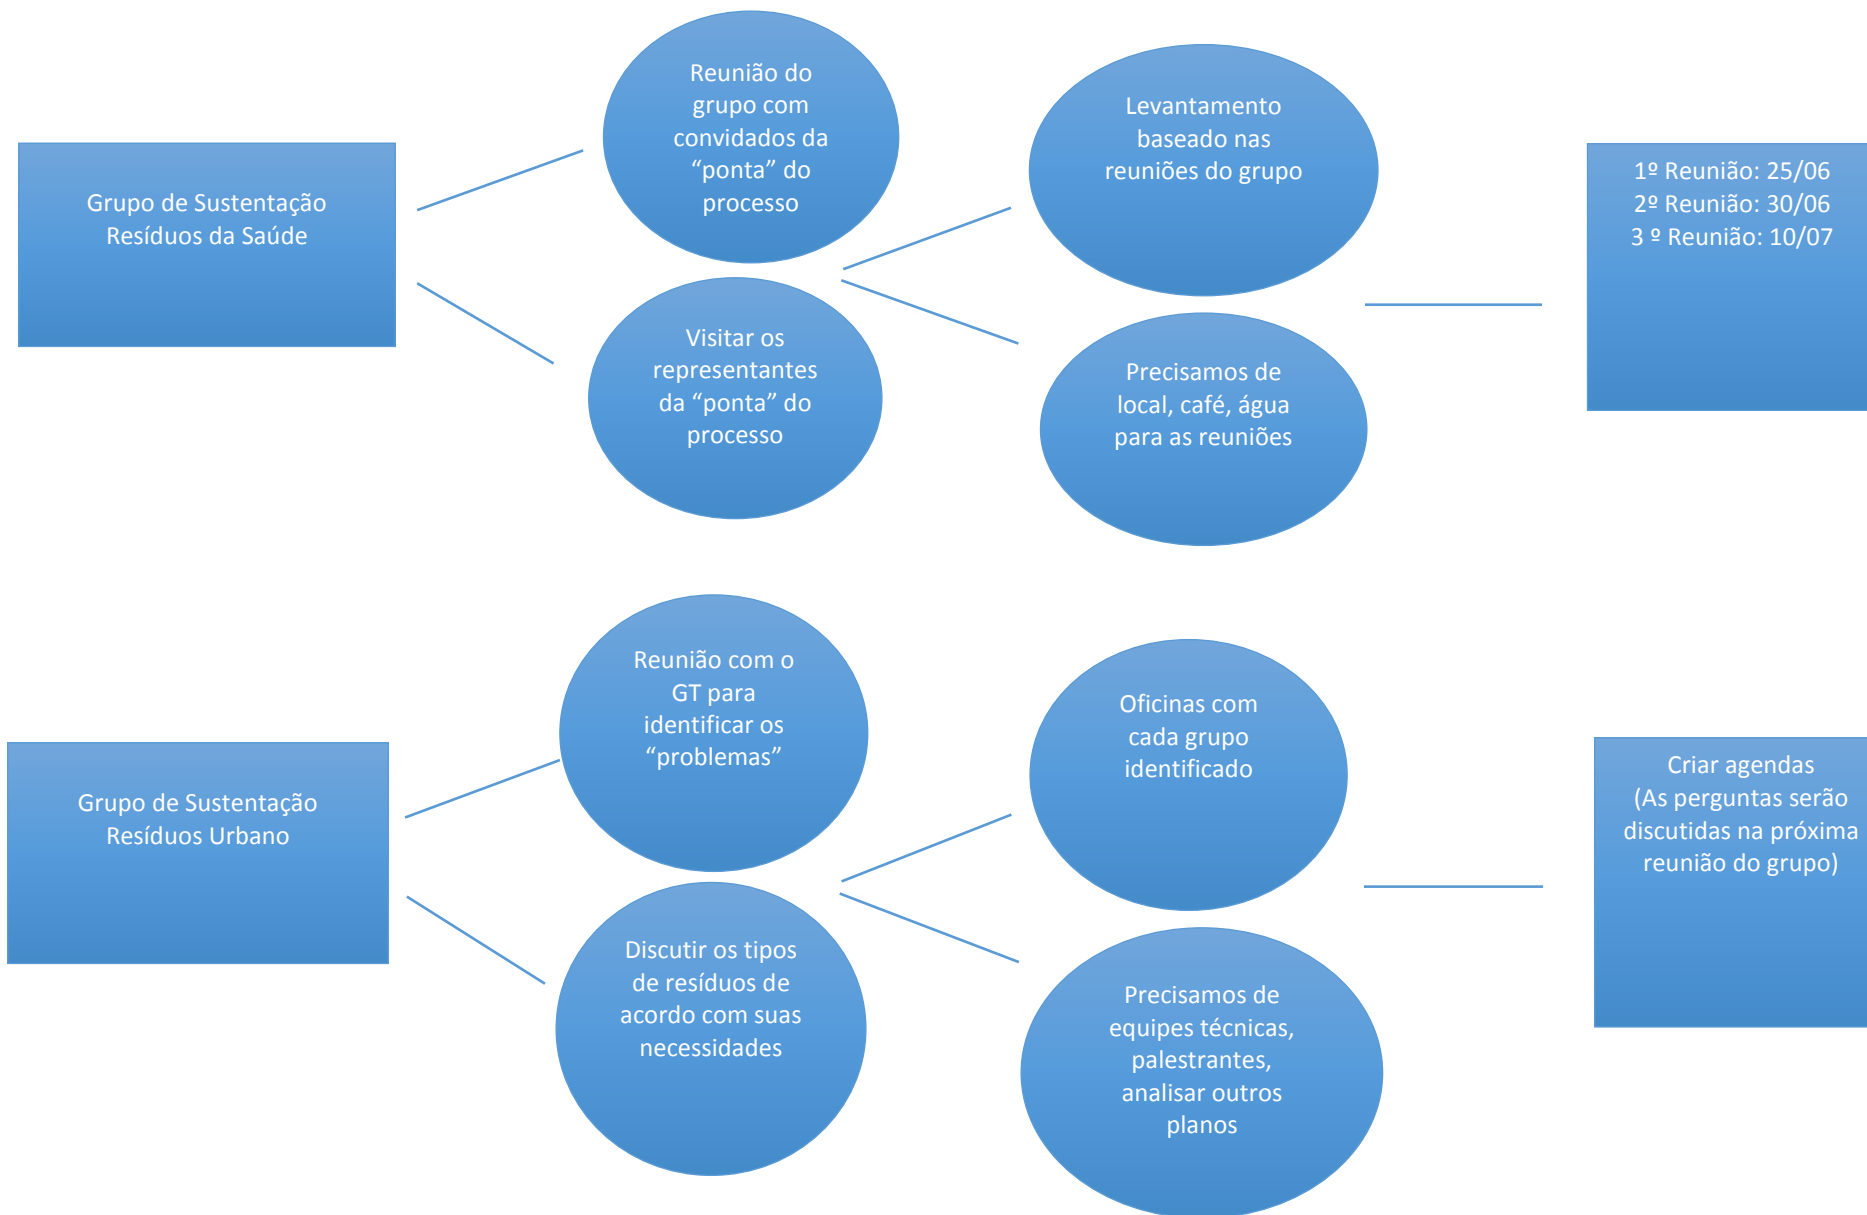 Grupo de Sustentação
Resíduos da Saúde
Reunião do
grupo com
convidados da
“ponta” do
processo
Visitar os
representantes
da “ponta” do
processo
Levantamento
baseado nas
reuniões do grupo
Precisamos de
local, café, água
para as reuniões
1º Reunião: 25/06
2º Reunião: 30/06
3 º Reunião: 10/07
Grupo de Sustentação
Resíduos Urbano
Reunião com o
GT para
identificar os
“problemas”
Discutir os tipos
de resíduos de
acordo com suas
necessidades
Oficinas com
cada grupo
identificado
Precisamos de
equipes técnicas,
palestrantes,
analisar outros
planos
Criar agendas
(As perguntas serão
discutidas na próxima
reunião do grupo)